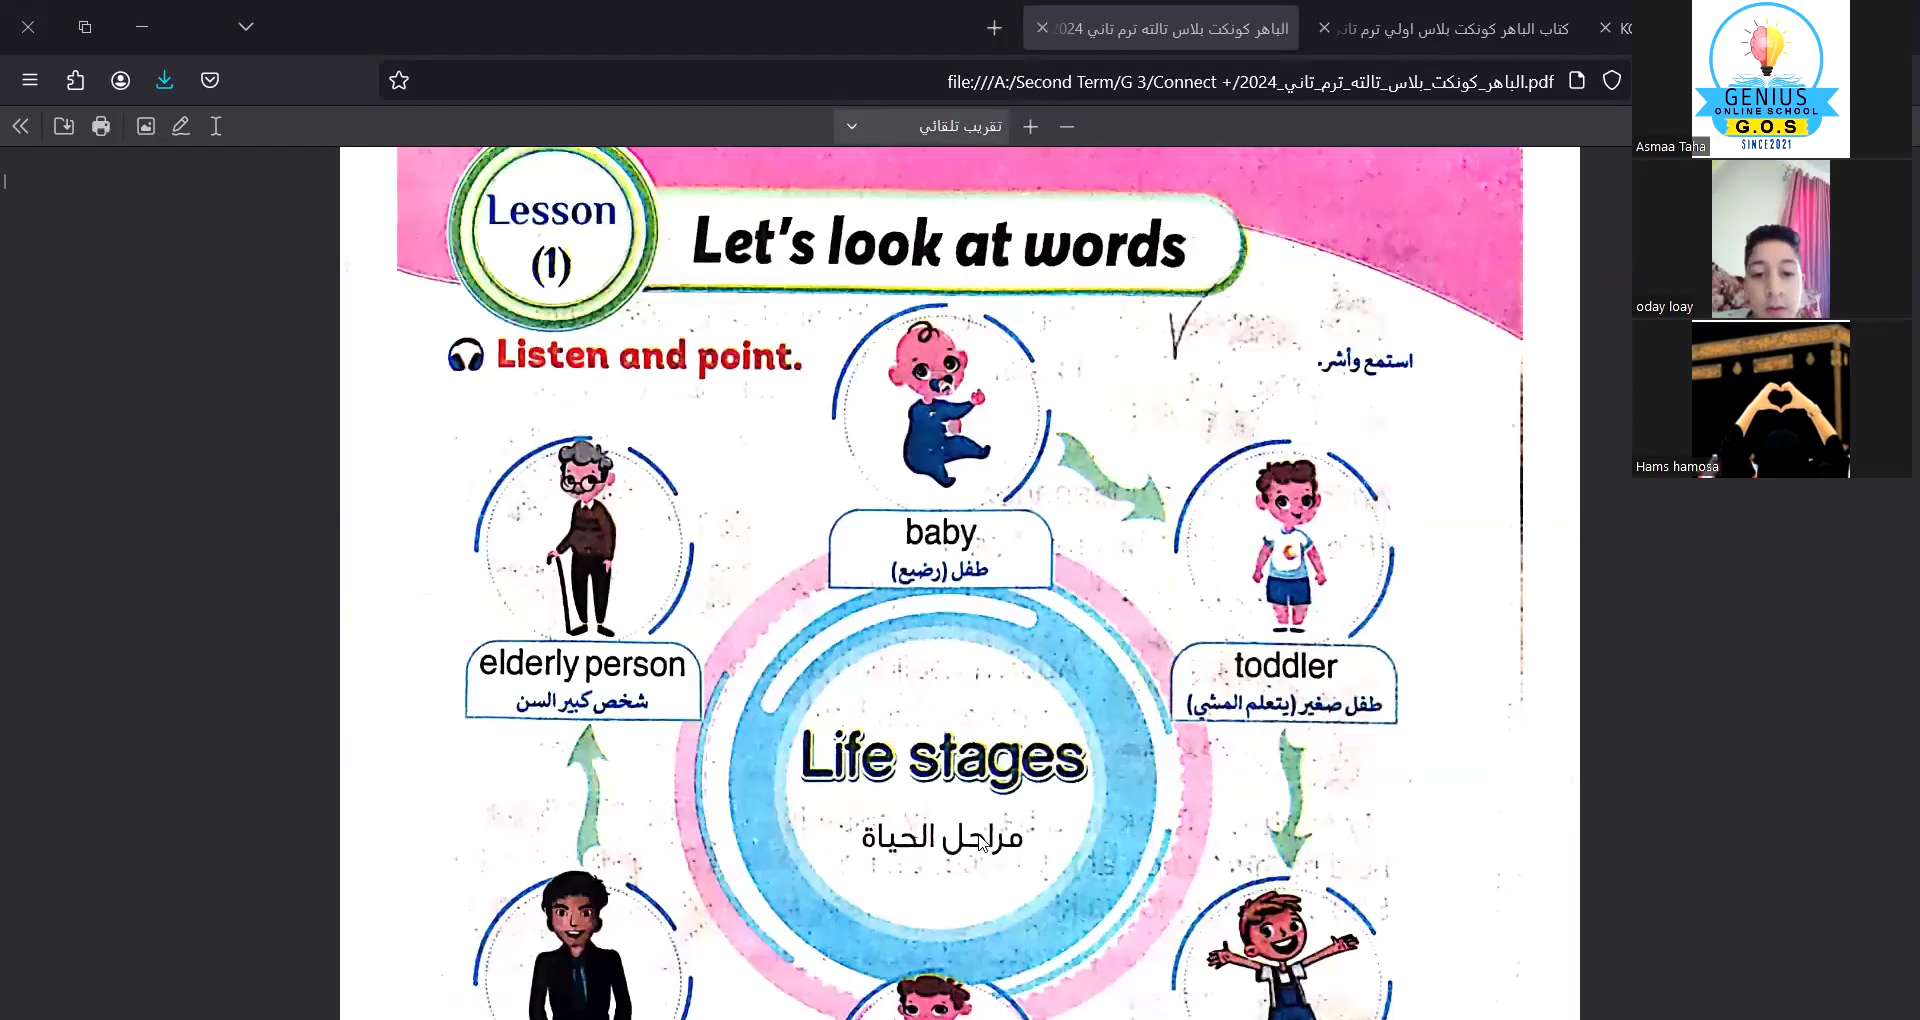 الباهر كونكت بلاس تالته ترم تاني 2024
كتاب الباهر كونكت بلاس اولي ترم تاني
file:///A:/Second Term/G 3/Connect +/2024_الباهر_كونكت_بلاس_تالته_ترم_تاني.pdf
تقريب تلقائي
Lesson
(1)
Let's look at words
Listen and point.
استمع وأشر.
baby
طفل (رضيع)
elderly person
شخص كبير السن
toddler
طفل صغير (يتعلم المشي)
Life stages
مراحل الحياة
GENIUS
ONLINE SCHOOL
G.O.S
SINCE2021
Asmaa Taha
oday loay
Hams hamosa